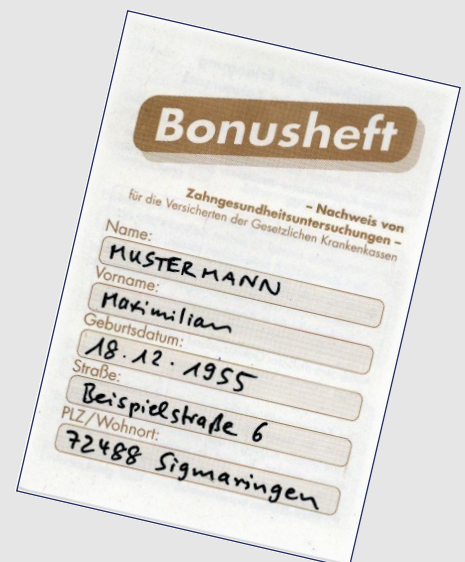 Bonusheft
– Nachweis von
Zahngesundheitsuntersuchungen –
für die Versicherten der Gesetzlichen Krankenkassen
Name:
MUSTERMANN
Vorname:
Maximilian
Geburtsdatum:
18.12.1955
Straße:
Beispielstraße 6
PLZ/Wohnort:
72488 Sigmaringen